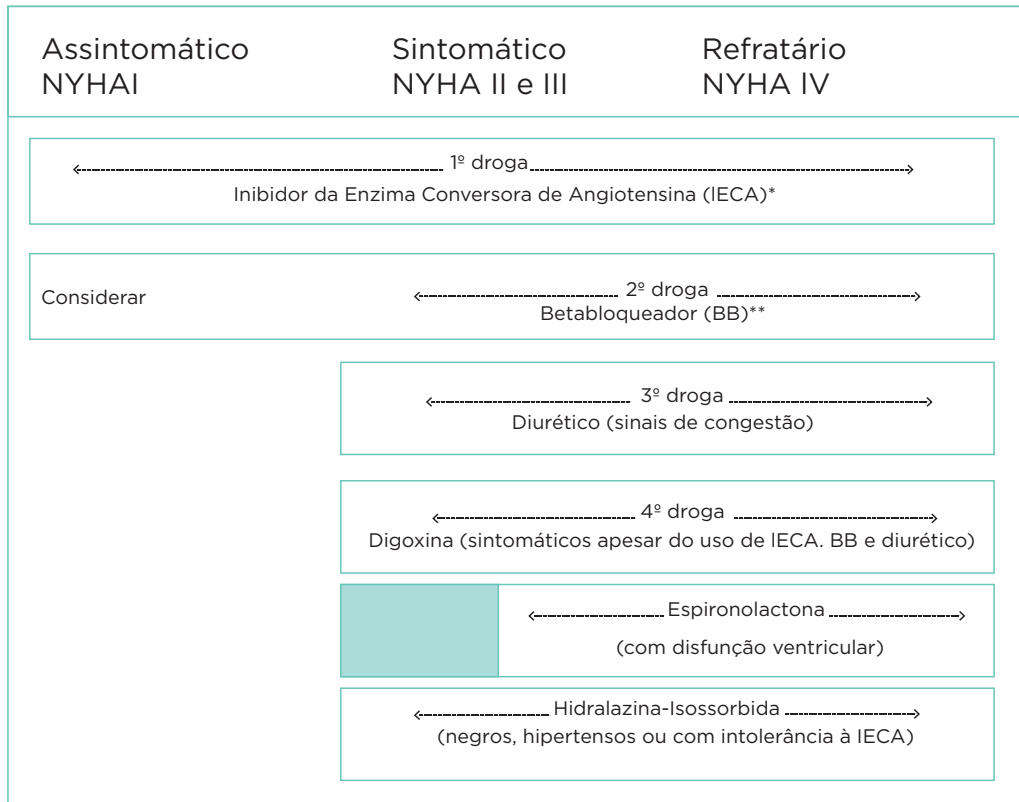 Assintomático Sintomático Refratário
NYHAI NYHA II e III NYHA IV
1º droga
Inibidor da Enzima Conversora de Angiotensina (IECA)*
Considerar
2º droga
Betabloqueador (BB)**
3º droga
Diurético (sinais de congestão)
4º droga
Digoxina (sintomáticos apesar do uso de IECA. BB e diurético)
Espironolactona
(com disfunção ventricular)
Hidralazina-Isossorbida
(negros, hipertensos ou com intolerância à IECA)